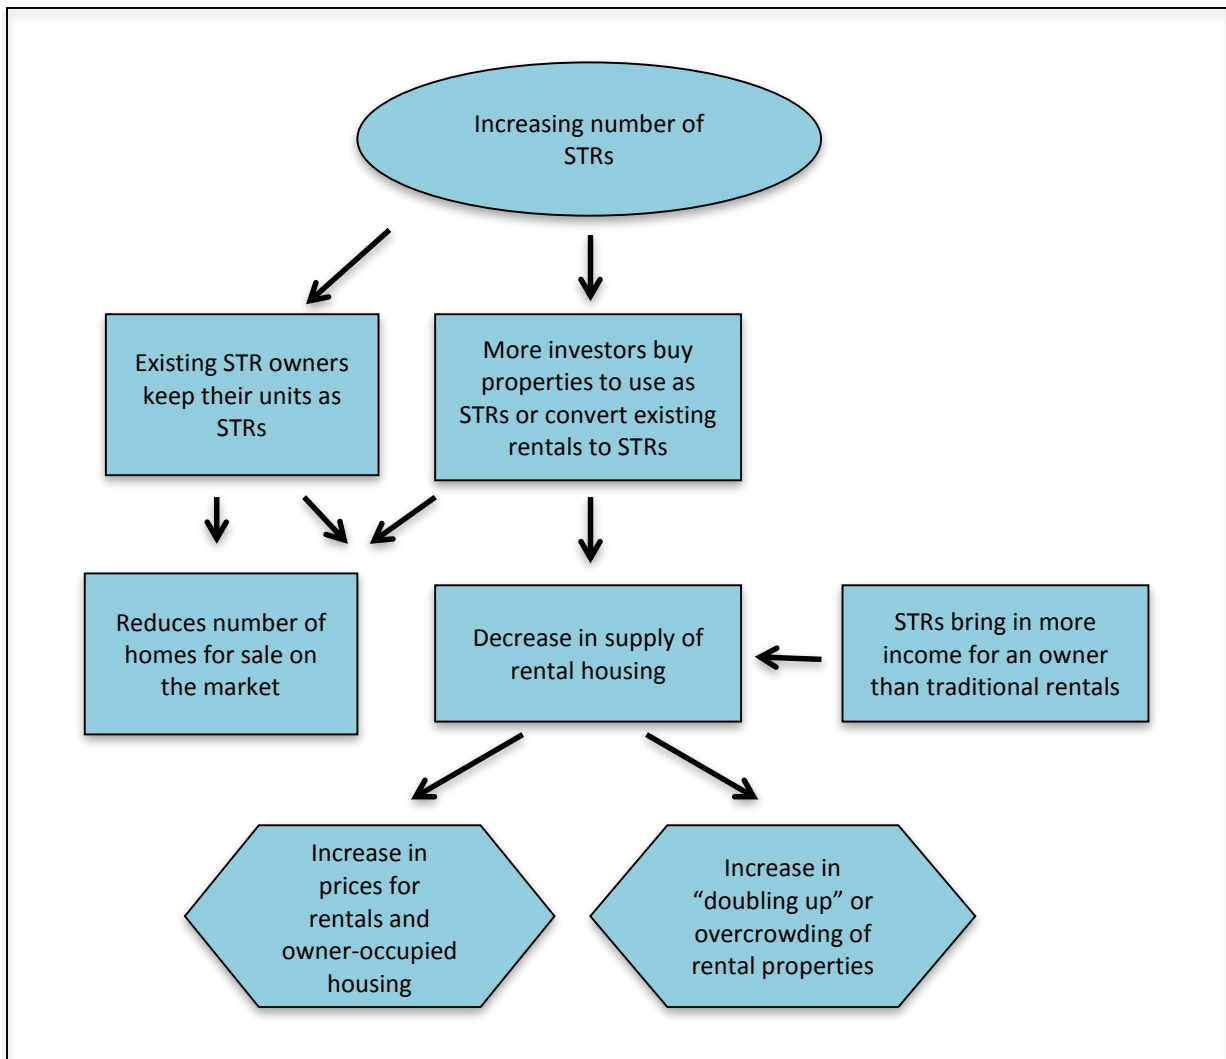 Increasing number of
STRs
Existing STR owners
keep their units as
STRs
More investors buy
properties to use as
STRs or convert existing
rentals to STRs
Reduces number of
homes for sale on
the market
Decrease in supply of
rental housing
STRs bring in more
income for an owner
than traditional rentals
Increase in
prices for
rentals and
owner-occupied
housing
Increase in
“doubling up” or
overcrowding of
rental properties